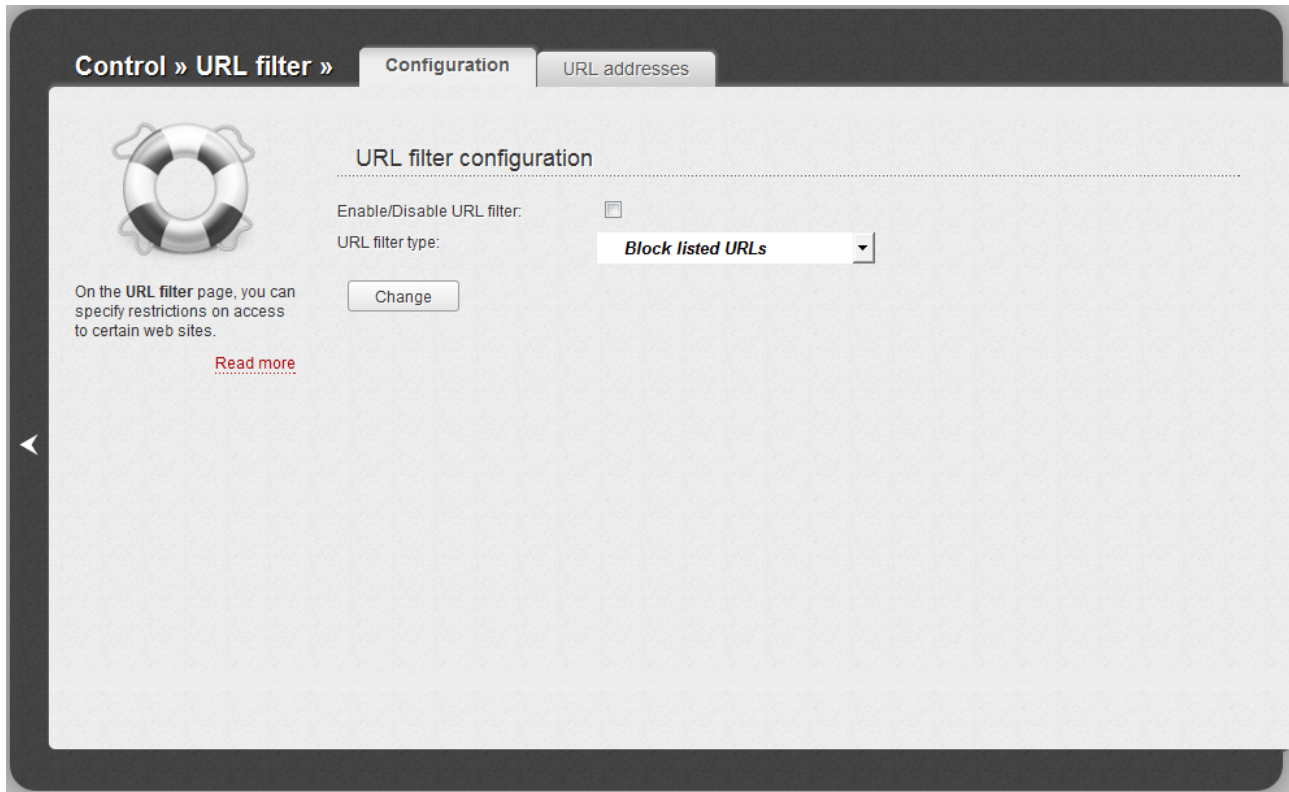 Control » URL filter »
Configuration
URL addresses
URL filter configuration
Enable/Disable URL filter:
URL filter type:
Block listed URLs
Change
On the URL filter page, you can
specify restrictions on access
to certain web sites.
Read more